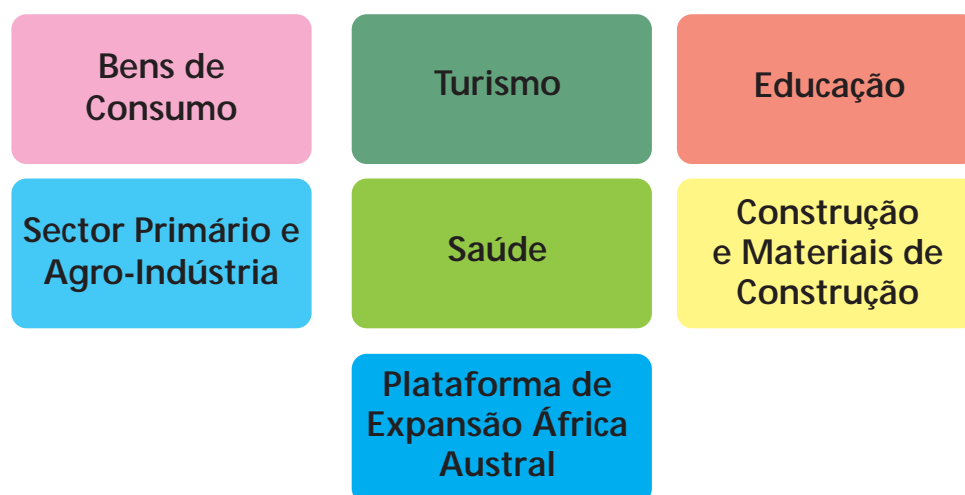 Bens de
Consumo
Turismo
Educação
Sector Primário e
Agro-Indústria
Saúde
Construção
e Materiais de
Construção
Plataforma de
Expansão África
Austral